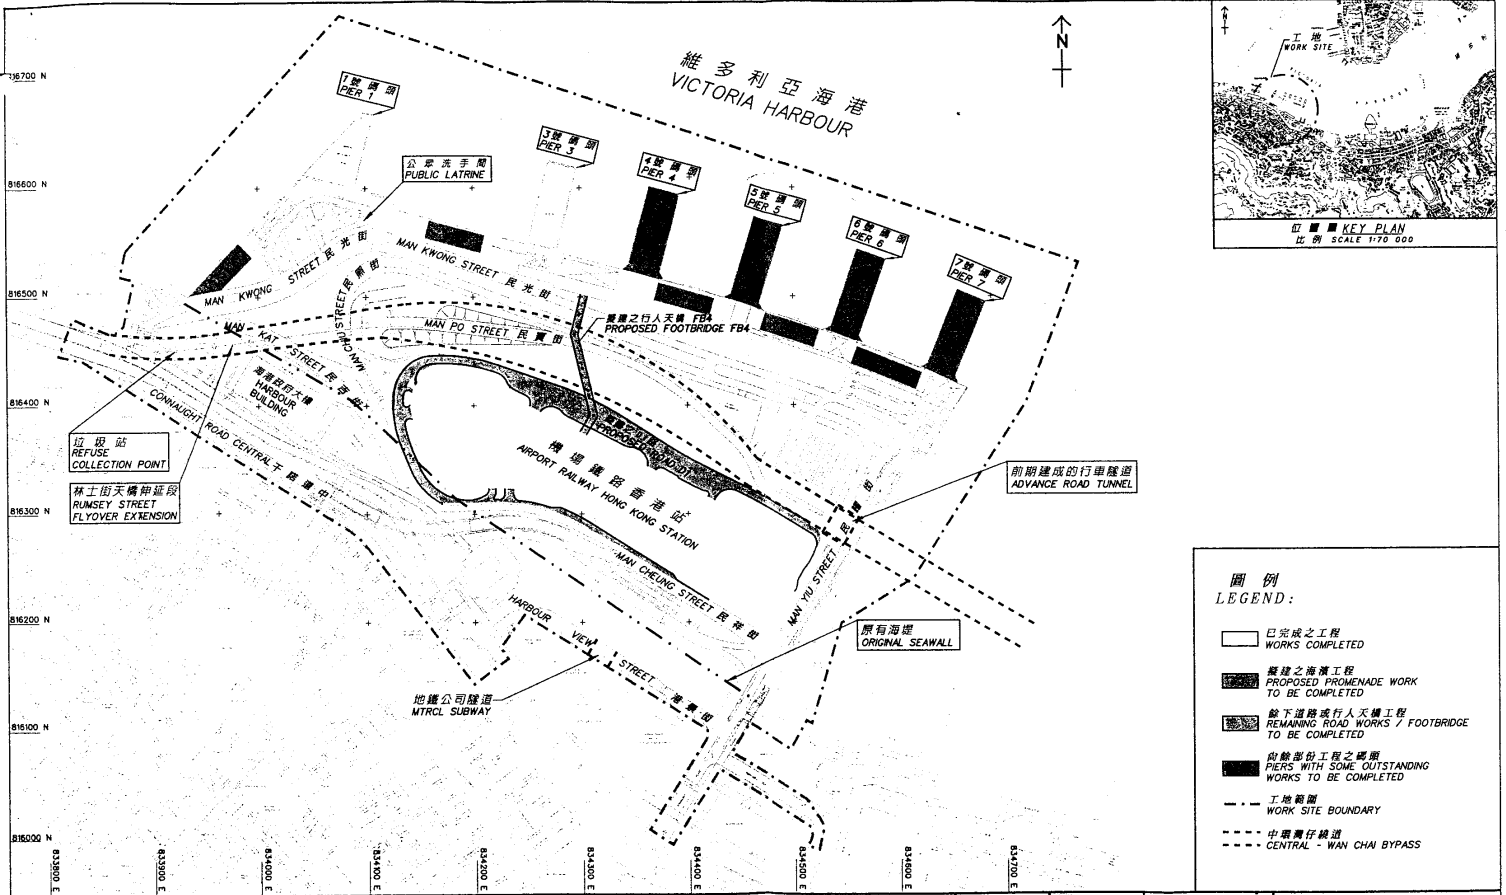 維多利亞海港
VICTORIA HARBOUR
N
1號碼頭
PIER 1
3號碼頭
PIER 3
4號碼頭
PIER 4
5號碼頭
PIER 5
6號碼頭
PIER 6
7號碼頭
PIER 7
公眾洗手間
PUBLIC LATRINE
MAN KWONG STREET 民光街
MAN KWONG STREET 民光街
MAN CHIU STREET 民照街
MAN PO STREET 民寶街
MAN KAT STREET 民吉街
海港政府大樓
HARBOUR
BUILDING
CONNAUGHT ROAD CENTRAL 干諾道中
擬建之行人天橋 FB4
PROPOSED FOOTBRIDGE FB4
PROPOSED ROAD D1
機場鐵路香港站
AIRPORT RAILWAY HONG KONG STATION
垃圾站
REFUSE
COLLECTION POINT
林士街天橋伸延段
RUMSEY STREET
FLYOVER EXTENSION
前期建成的行車隧道
ADVANCE ROAD TUNNEL
MAN YIU STREET 民耀街
MAN CHEUNG STREET 民祥街
HARBOUR VIEW STREET 港景街
原有海堤
ORIGINAL SEAWALL
地鐵公司隧道
MTRCL SUBWAY
816700 N
816600 N
816500 N
816400 N
816300 N
816200 N
816100 N
816000 N
833800 E
833900 E
834000 E
834100 E
834200 E
834300 E
834400 E
834500 E
834600 E
834700 E
N
工地
WORK SITE
KEY PLAN
比例 SCALE 1:70 000
圖例
LEGEND:
已完成之工程
WORKS COMPLETED
擬建之海濱工程
PROPOSED PROMENADE WORK
TO BE COMPLETED
餘下道路或行人天橋工程
REMAINING ROAD WORKS / FOOTBRIDGE
TO BE COMPLETED
尚餘部份工程之碼頭
PIERS WITH SOME OUTSTANDING
WORKS TO BE COMPLETED
工地範圍
WORK SITE BOUNDARY
中環灣仔繞道
CENTRAL - WAN CHAI BYPASS